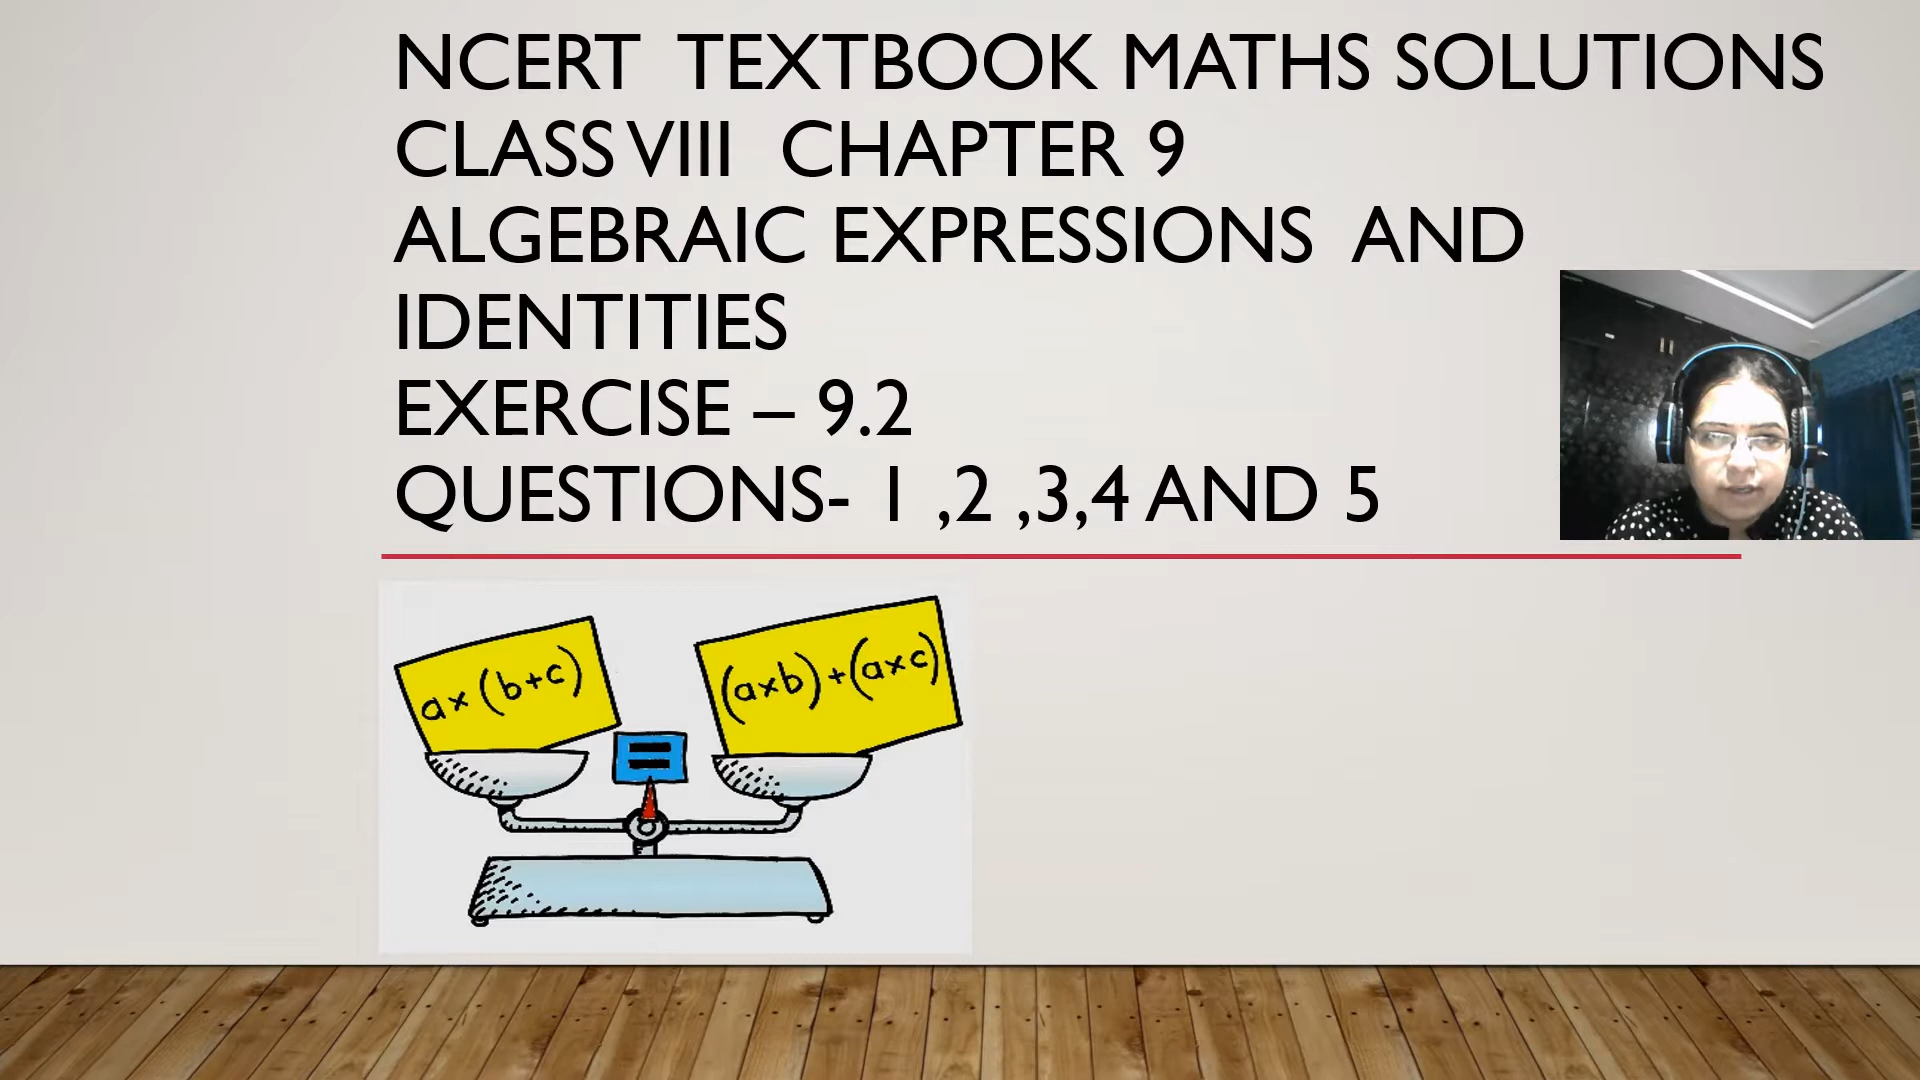 NCERT TEXTBOOK MATHS SOLUTIONS
CLASS VIII CHAPTER 9
ALGEBRAIC EXPRESSIONS AND
IDENTITIES
EXERCISE – 9.2
QUESTIONS- 1 ,2 ,3,4 AND 5
a×(b+c)
=
(a×b)+(a×c)